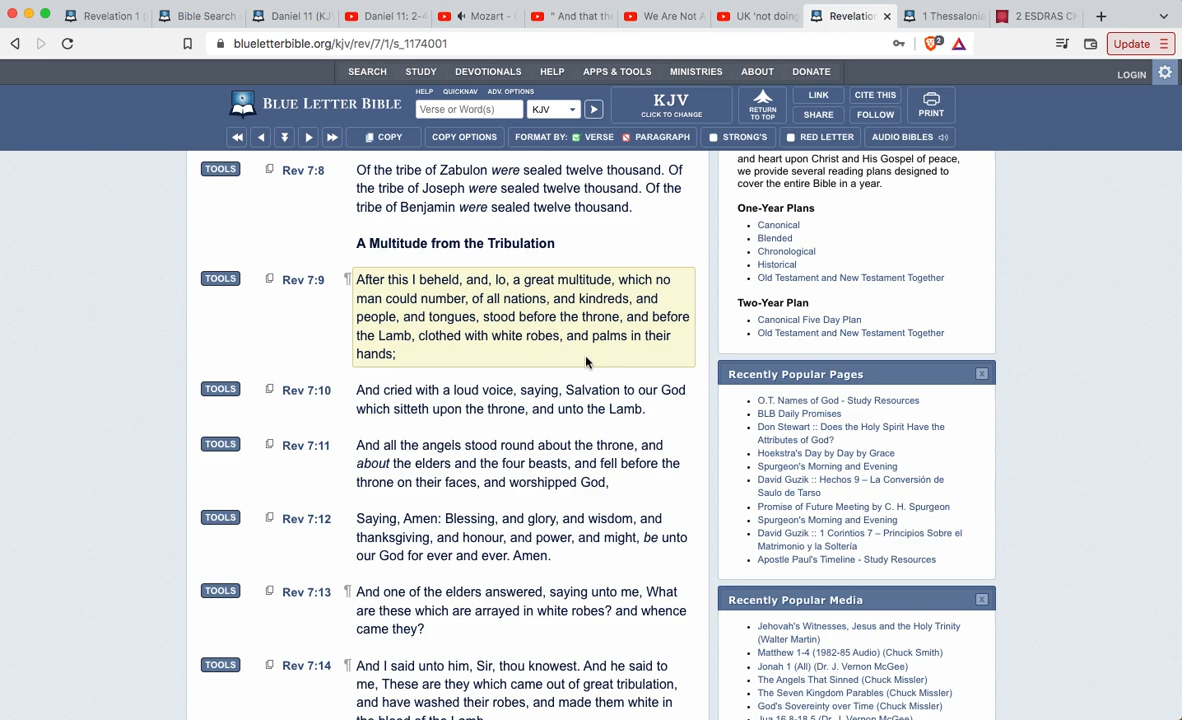 Revelation 1
Bible Search
Daniel 11 (KJ
Daniel 11; 2-4
Mozart -
" And that the
We Are Not A
UK 'not doing
Revelatio
1 Thessaloni
2 ESDRAS C
blueletterbible.org/kjv/rev/7/1/s_1174001
2
Update
SEARCH STUDY DEVOTIONALS HELP APPS & TOOLS MINISTRIES ABOUT DONATE
LOGIN
BLUE LETTER BIBLE
HELP QUICKNAV ADV. OPTIONS
Verse or Word(s)
KJV
KJV
CLICK TO CHANGE
RETURN
TO TOP
LINK
CITE THIS
SHARE
FOLLOW
PRINT
COPY
COPY OPTIONS
FORMAT BY: VERSE PARAGRAPH
STRONG'S
RED LETTER
AUDIO BIBLES
TOOLS
Rev 7:8
Of the tribe of Zabulon were sealed twelve thousand. Of
the tribe of Joseph were sealed twelve thousand. Of the
tribe of Benjamin were sealed twelve thousand.
A Multitude from the Tribulation
TOOLS
Rev 7:9
¶
After this I beheld, and, lo, a great multitude, which no
man could number, of all nations, and kindreds, and
people, and tongues, stood before the throne, and before
the Lamb, clothed with white robes, and palms in their
hands;
TOOLS
Rev 7:10
And cried with a loud voice, saying, Salvation to our God
which sitteth upon the throne, and unto the Lamb.
TOOLS
Rev 7:11
And all the angels stood round about the throne, and
about the elders and the four beasts, and fell before the
throne on their faces, and worshipped God,
TOOLS
Rev 7:12
Saying, Amen: Blessing, and glory, and wisdom, and
thanksgiving, and honour, and power, and might, be unto
our God for ever and ever. Amen.
TOOLS
Rev 7:13
¶
And one of the elders answered, saying unto me, What
are these which are arrayed in white robes? and whence
came they?
TOOLS
Rev 7:14
¶
And I said unto him, Sir, thou knowest. And he said to
me, These are they which came out of great tribulation,
and have washed their robes, and made them white in
the blood of the Lamb.
and heart upon Christ and His Gospel of peace,
we provide several reading plans designed to
cover the entire Bible in a year.
One-Year Plans
Canonical
Blended
Chronological
Historical
Old Testament and New Testament Together
Two-Year Plan
Canonical Five Day Plan
Old Testament and New Testament Together
Recently Popular Pages
O.T. Names of God - Study Resources
BLB Daily Promises
Don Stewart :: Does the Holy Spirit Have the
Attributes of God?
Hoekstra's Day by Day by Grace
Spurgeon's Morning and Evening
David Guzik :: Hechos 9 – La Conversión de
Saulo de Tarso
Promise of Future Meeting by C. H. Spurgeon
Spurgeon's Morning and Evening
David Guzik :: 1 Corintios 7 – Principios Sobre el
Matrimonio y la Soltería
Apostle Paul's Timeline - Study Resources
Recently Popular Media
Jehovah's Witnesses, Jesus and the Holy Trinity
(Walter Martin)
Matthew 1-4 (1982-85 Audio) (Chuck Smith)
Jonah 1 (All) (Dr. J. Vernon McGee)
The Angels That Sinned (Chuck Missler)
The Seven Kingdom Parables (Chuck Missler)
God's Sovereinty over Time (Chuck Missler)
Jua 16.8-18.5 (Dr. J. Vernon McGee)